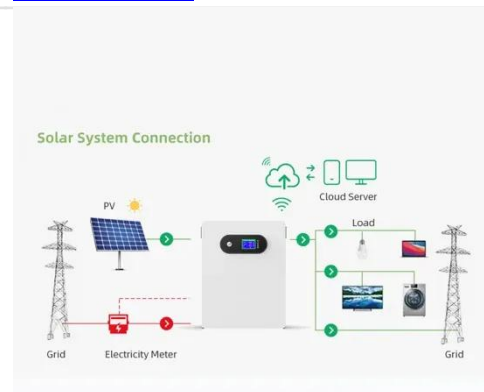 Solar System Connection
Cloud Server
PV
Load
Grid
Electricity Meter
Grid